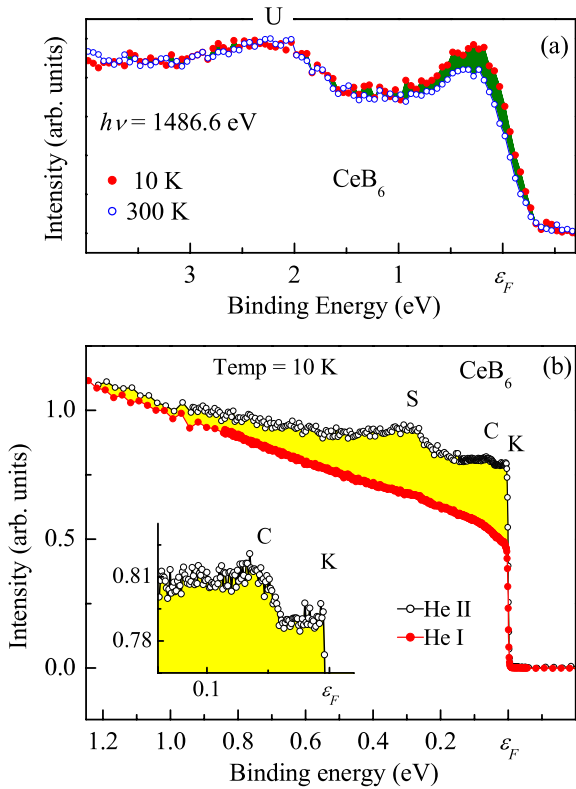 U
(a)
Intensity (arb. units)
hν = 1486.6 eV
10 K
300 K
CeB6
3 2 1 εF
Binding Energy (eV)
(b)
Temp = 10 K
CeB6
S
C
K
1.0
0.5
0.0
Intensity (arb. units)
C
K
0.81
0.78
0.1 εF
He II
He I
1.2 1.0 0.8 0.6 0.4 0.2 εF
Binding energy (eV)